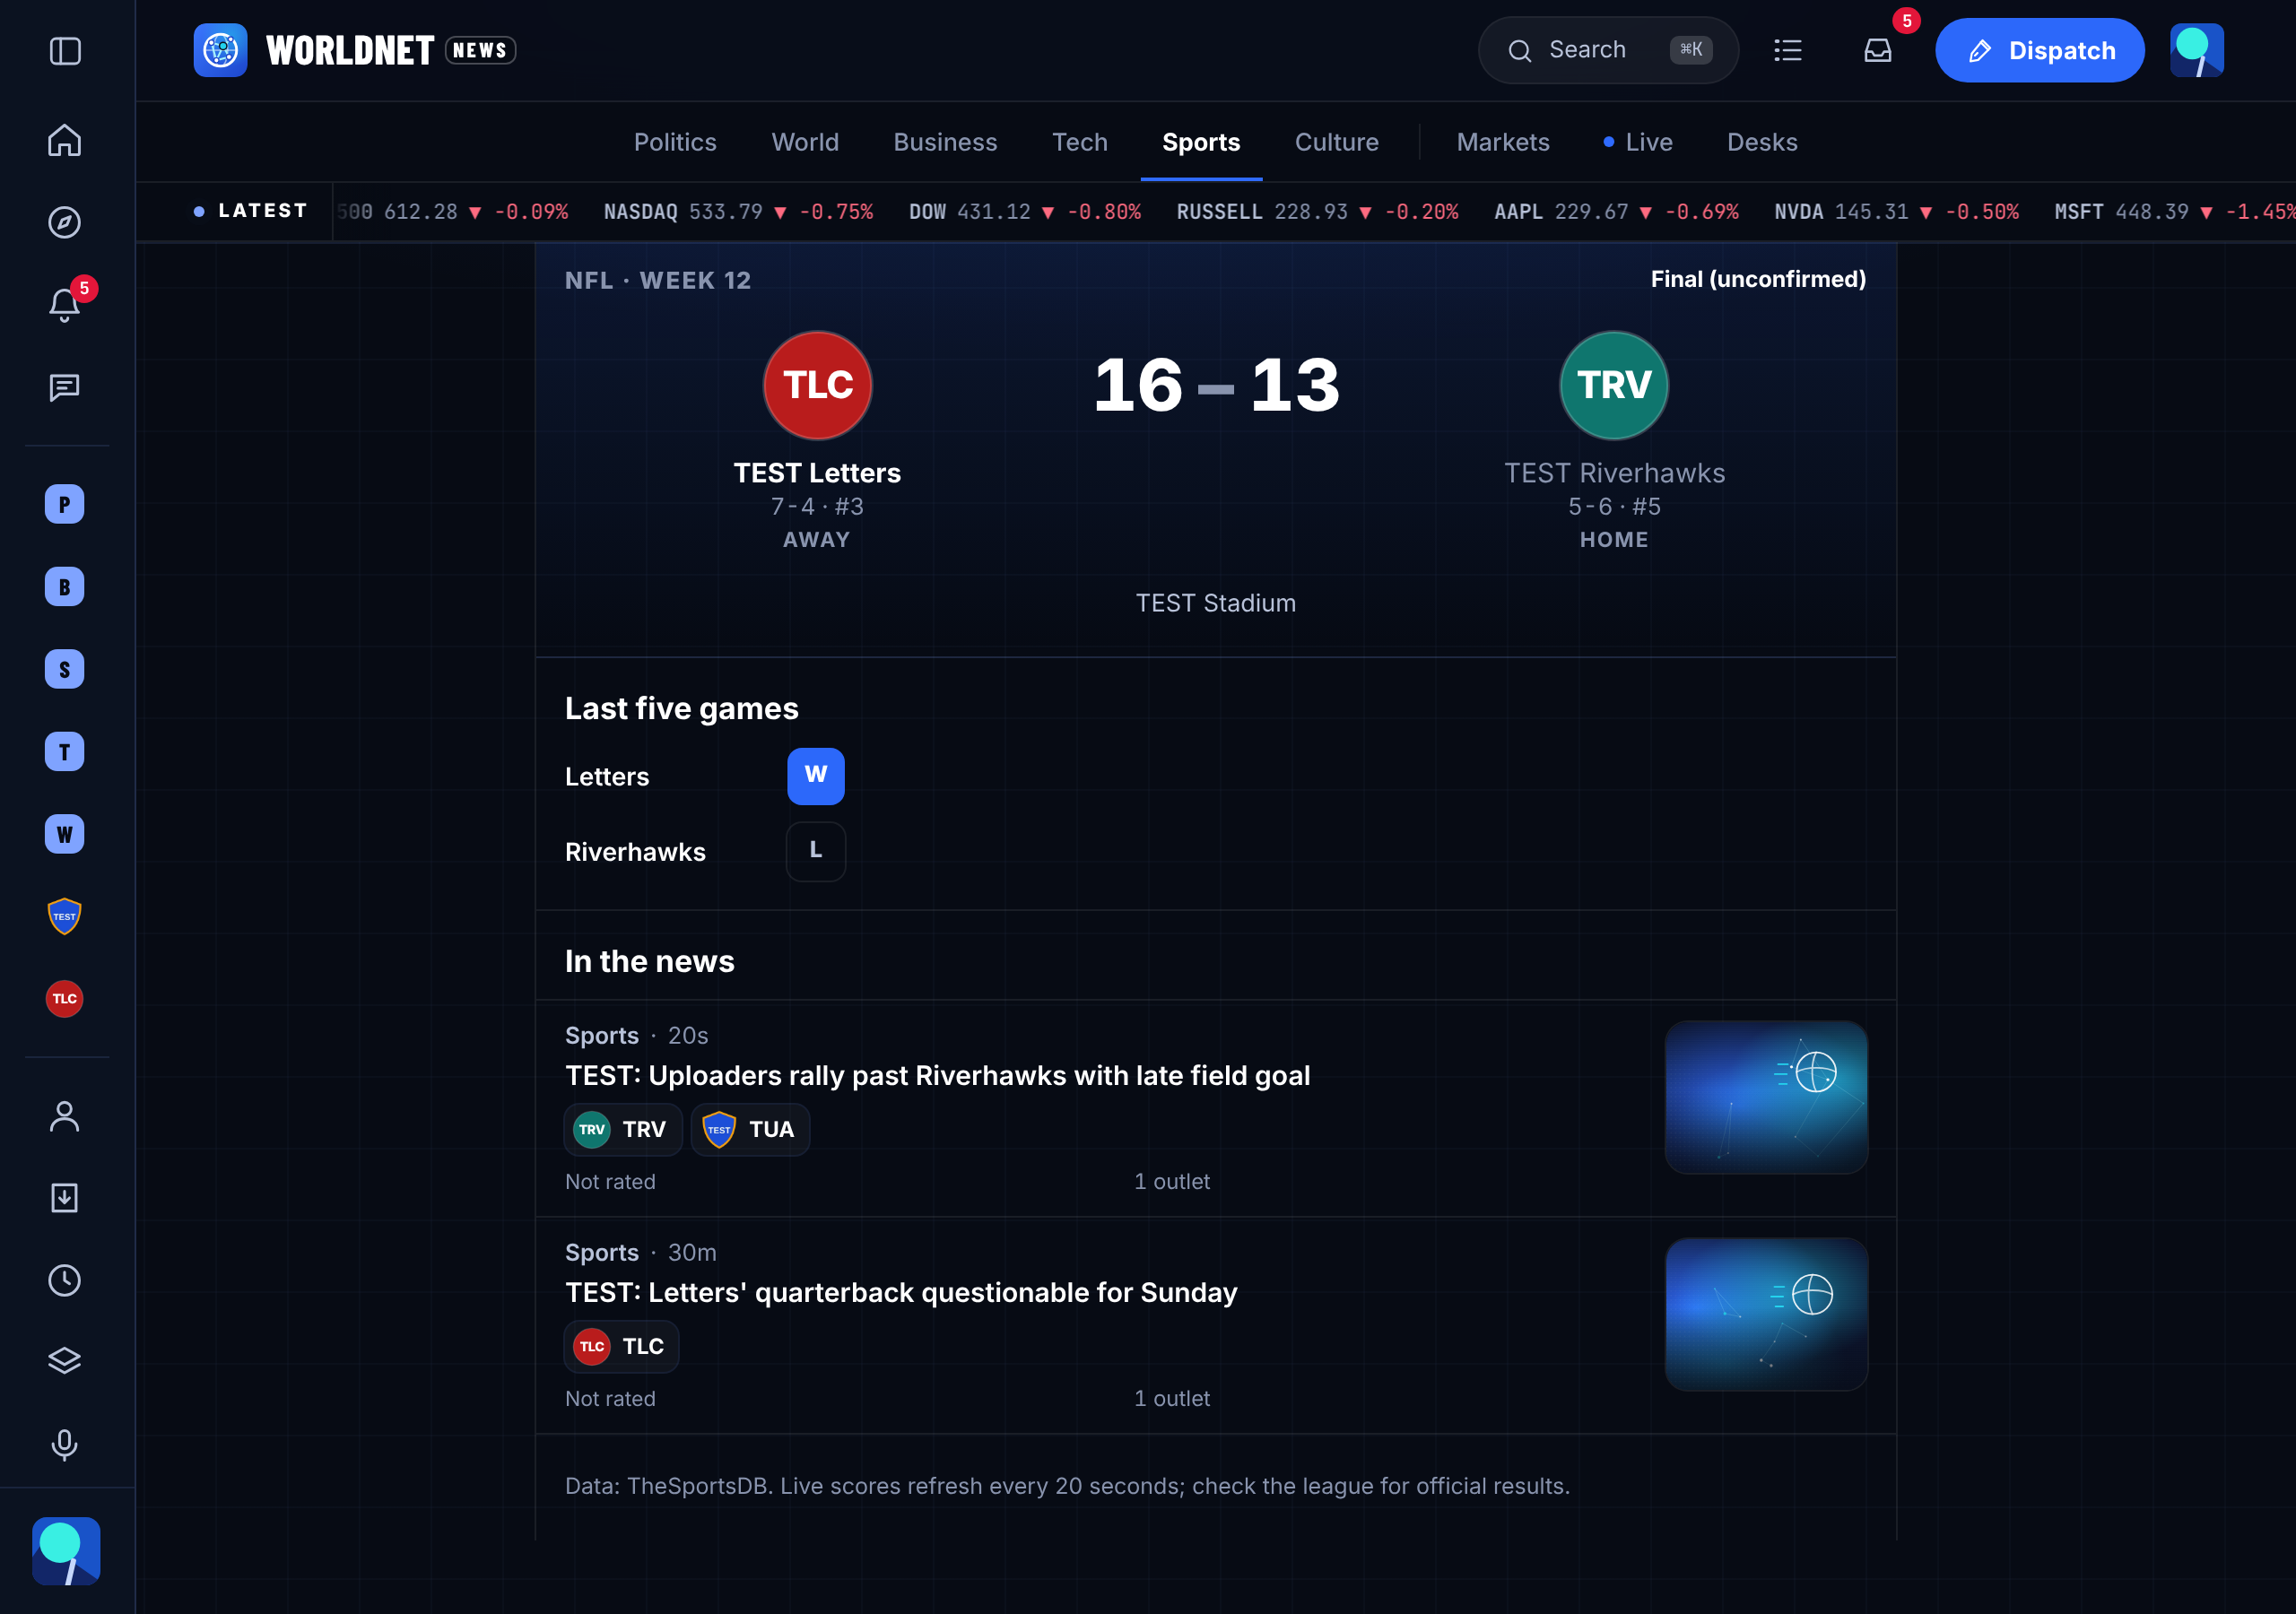 WORLDNET NEWS
Search ⌘K
5
Dispatch
Politics World Business Tech Sports Culture Markets Live Desks
LATEST 500 612.28 ▼ -0.09% NASDAQ 533.79 ▼ -0.75% DOW 431.12 ▼ -0.80% RUSSELL 228.93 ▼ -0.20% AAPL 229.67 ▼ -0.69% NVDA 145.31 ▼ -0.50% MSFT 448.39 ▼ -1.45%
5
P
B
S
T
W
TEST
TLC
NFL · WEEK 12
Final (unconfirmed)
TLC 16 – 13 TRV
TEST Letters TEST Riverhawks
7-4 · #3 5-6 · #5
AWAY HOME
TEST Stadium
Last five games
Letters W
Riverhawks L
In the news
Sports · 20s
TEST: Uploaders rally past Riverhawks with late field goal
TRV TRV TEST TUA
Not rated 1 outlet
Sports · 30m
TEST: Letters' quarterback questionable for Sunday
TLC TLC
Not rated 1 outlet
Data: TheSportsDB. Live scores refresh every 20 seconds; check the league for official results.